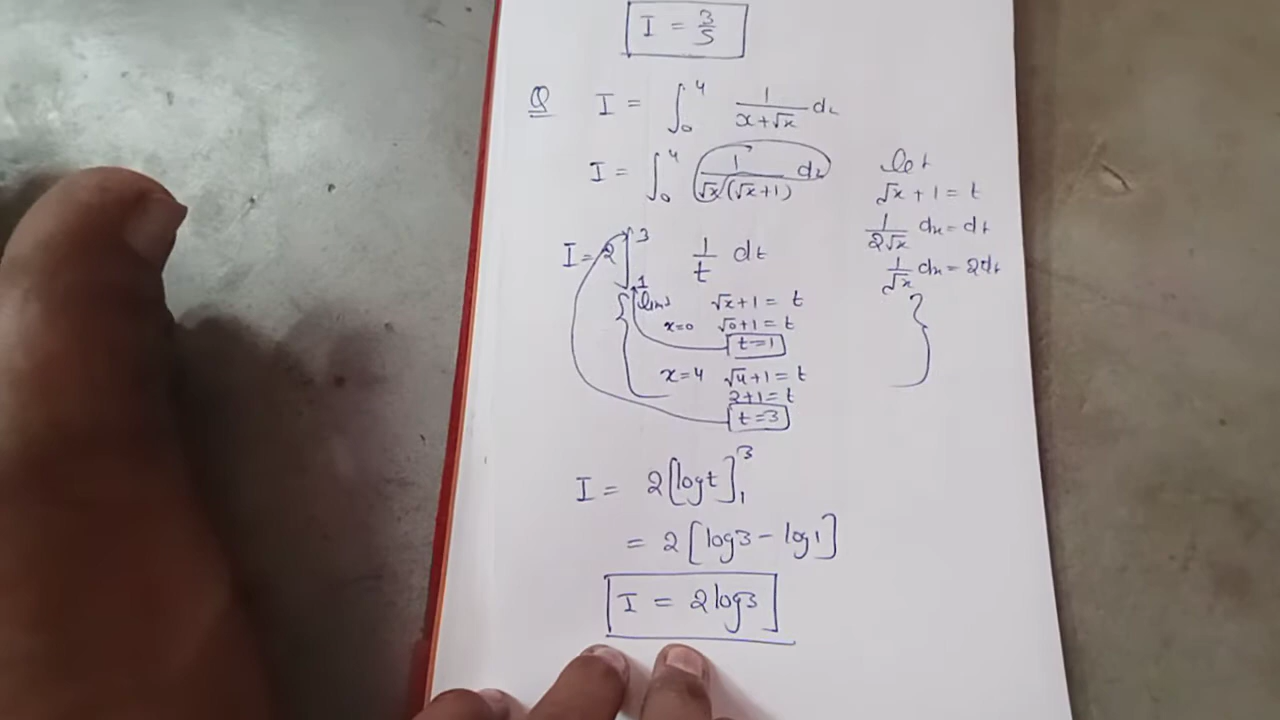 I = 3/5
Q I = ∫₀⁴ 1/(x+√x) dx
I = ∫₀⁴ 1/(√x(√x+1)) dx
let
√x + 1 = t
1/(2√x) dx = dt
1/√x dx = 2dt
I = 2∫₁³ 1/t dt
√x+1 = t
x=0 √0+1 = t
t=1
x=4 √4+1 = t
2+1 = t
t=3
I = 2[log t]₁³
= 2[log3 – log1]
I = 2log3